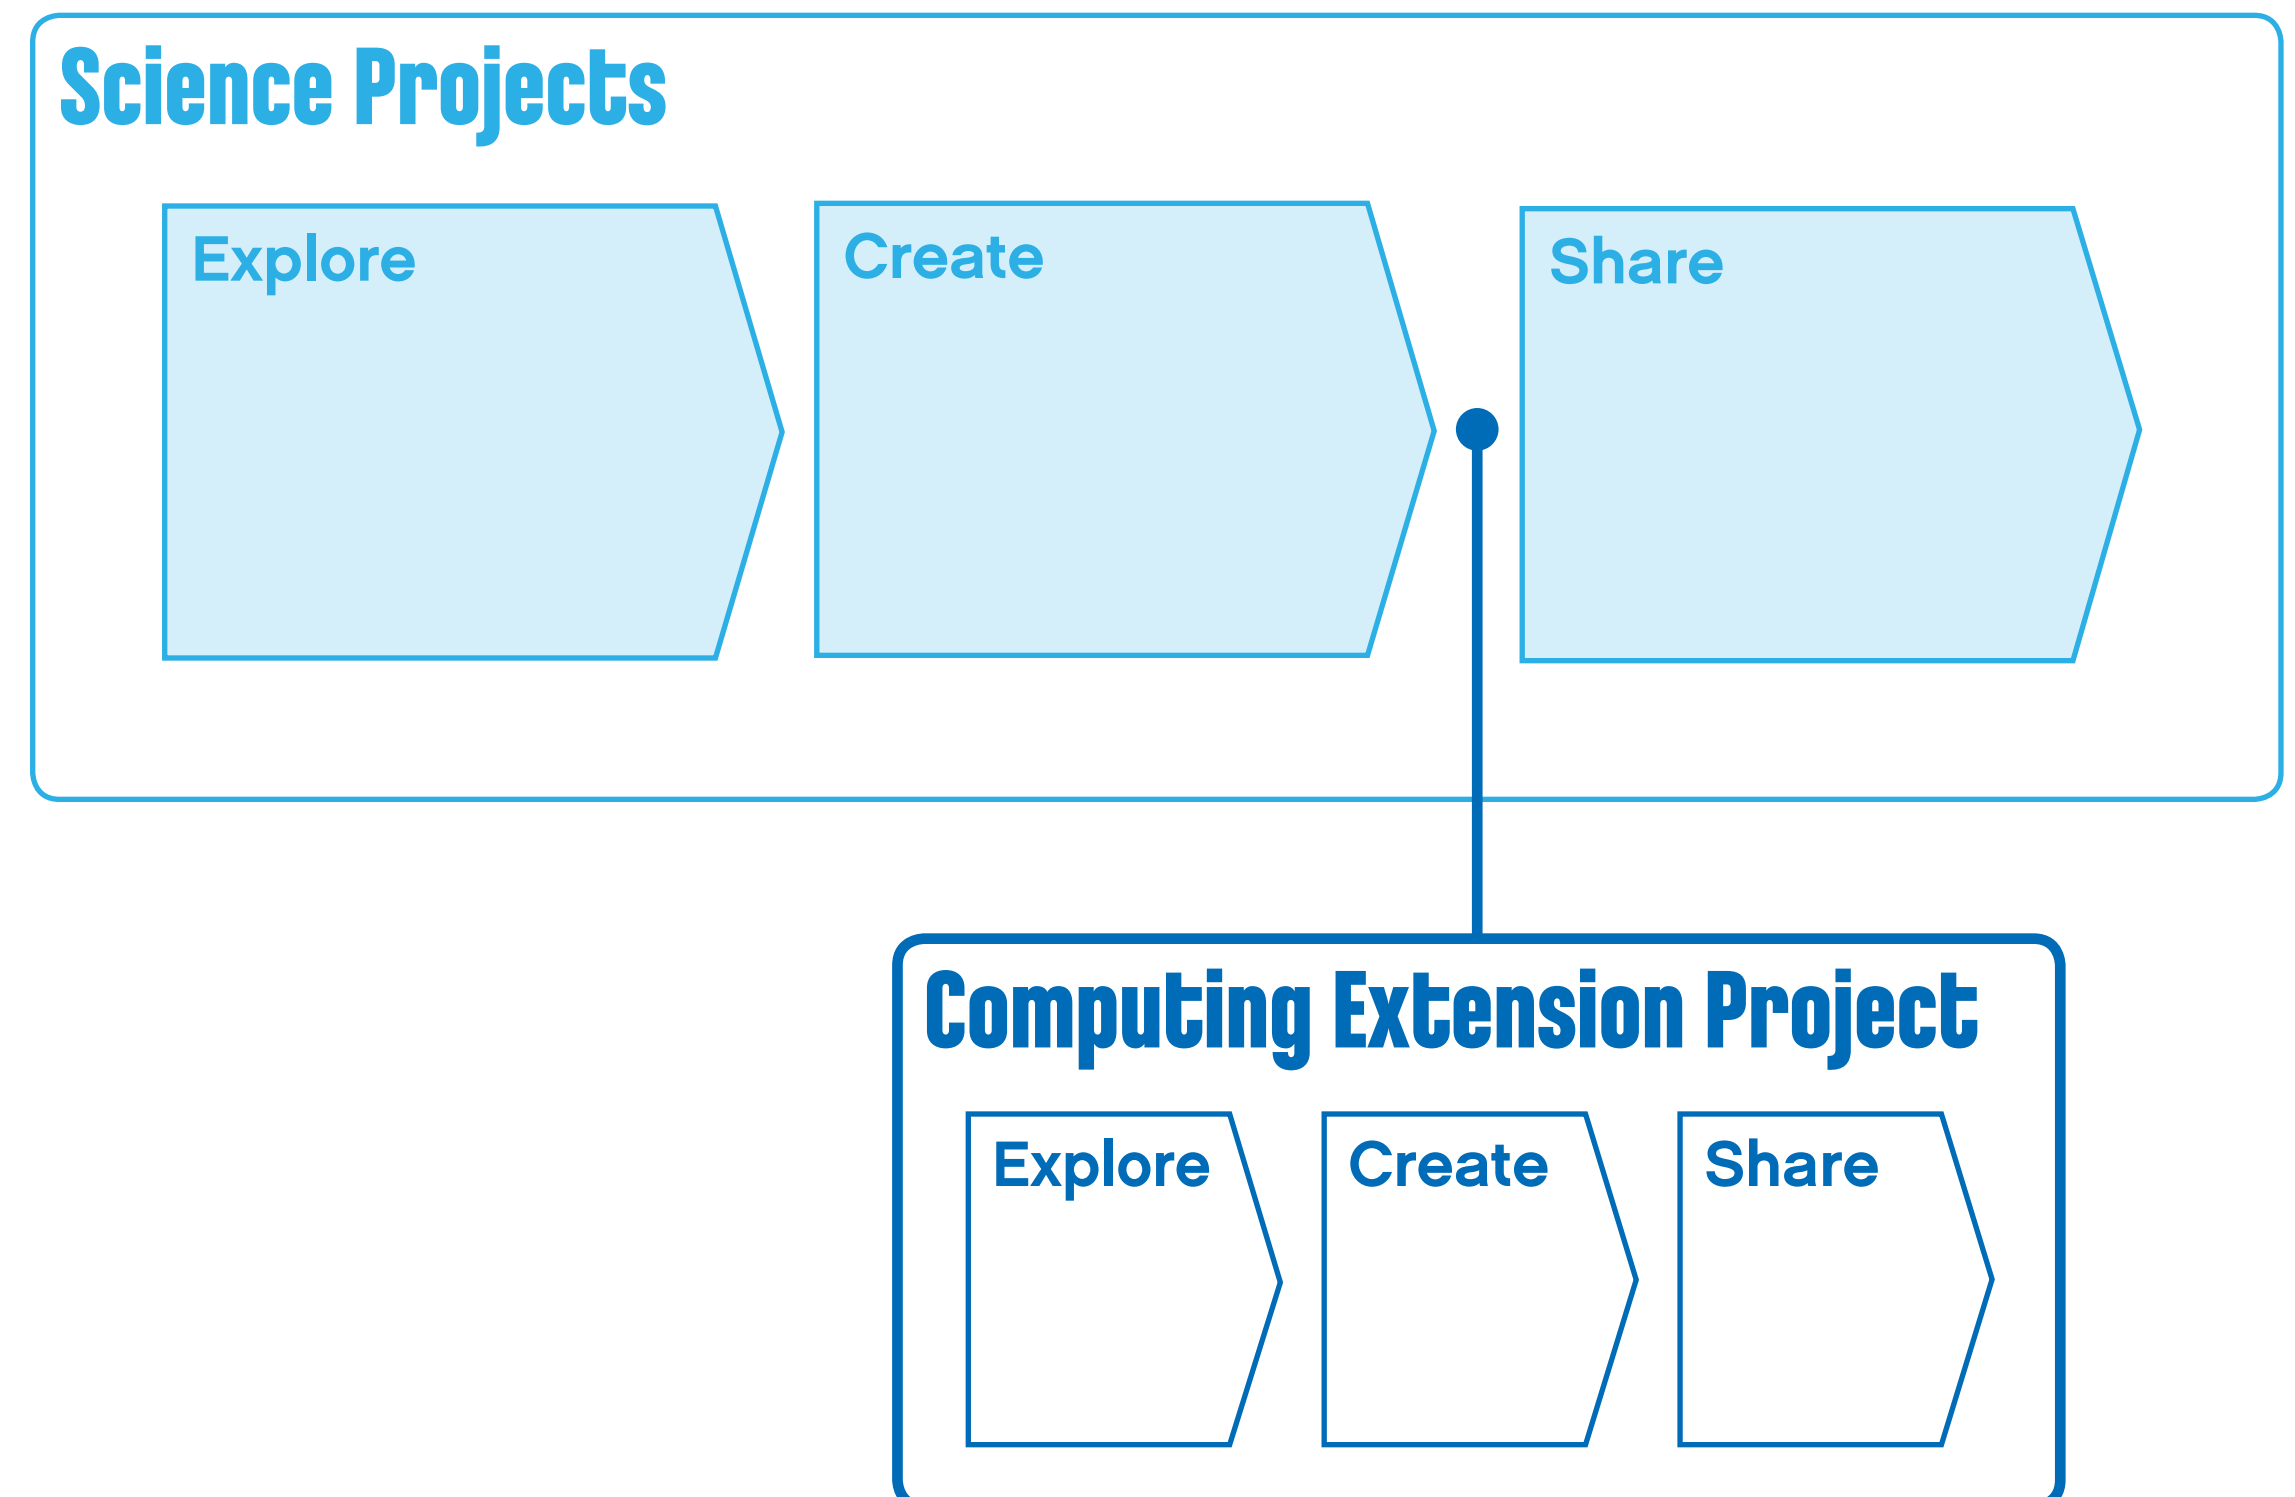 Science Projects
Explore
Create
Share
Computing Extension Project
Explore
Create
Share